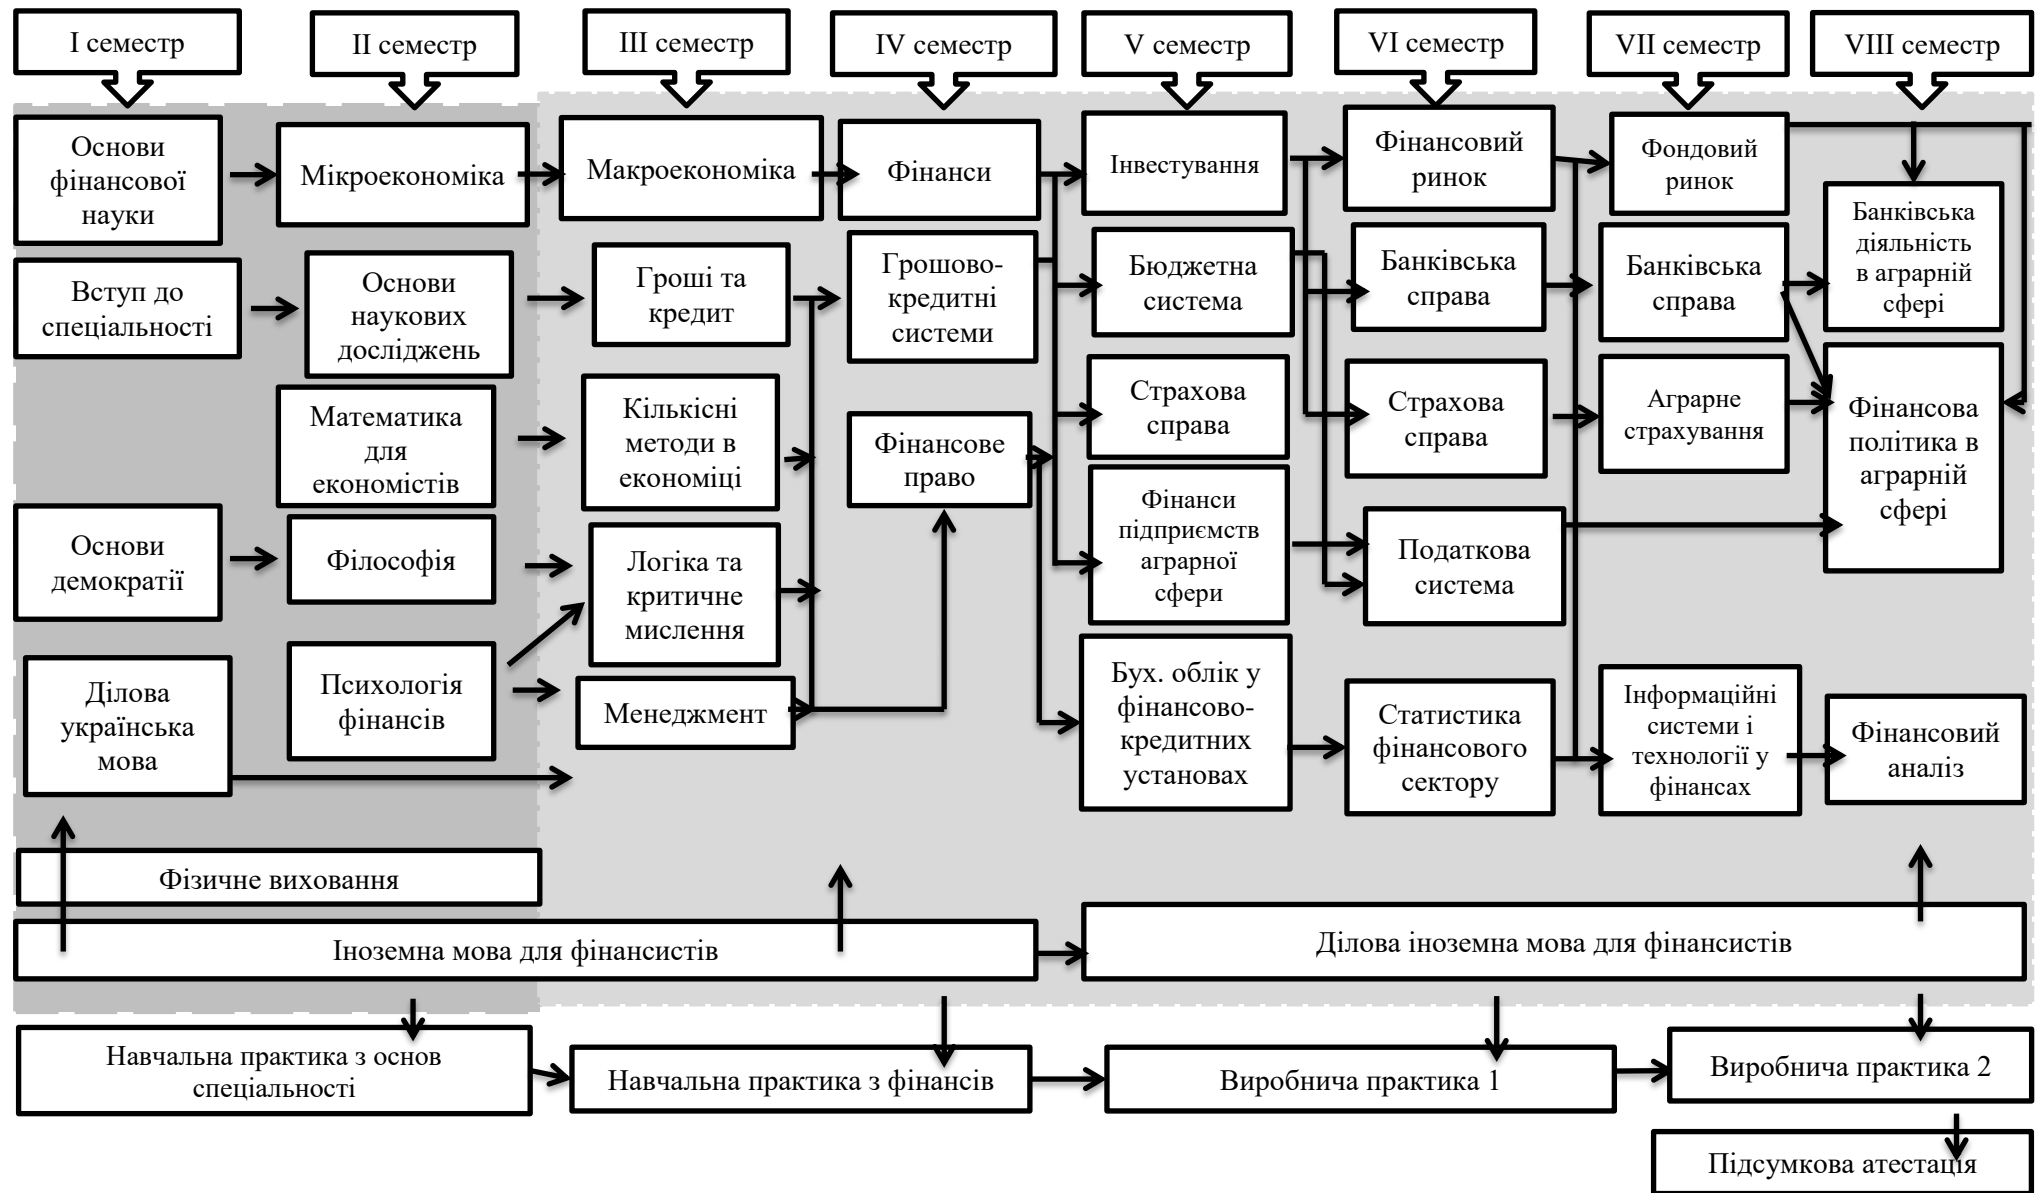 I семестр
II семестр
III семестр
IV семестр
V семестр
VI семестр
VII семестр
VIII семестр
Основи
фінансової
науки
Вступ до
спеціальності
Основи
демократії
Ділова
українська
мова
Мікроекономіка
Основи
наукових
досліджень
Математика
для
економістів
Філософія
Психологія
фінансів
Макроекономіка
Гроші та
кредит
Кількісні
методи в
економіці
Логіка та
критичне
мислення
Менеджмент
Фінанси
Грошово-
кредитні
системи
Фінансове
право
Інвестування
Бюджетна
система
Страхова
справа
Фінанси
підприємств
аграрної
сфери
Бух. облік у
фінансово-
кредитних
установах
Фінансовий
ринок
Банківська
справа
Страхова
справа
Податкова
система
Статистика
фінансового
сектору
Фондовий
ринок
Банківська
справа
Аграрне
страхування
Інформаційні
системи і
технології у
фінансах
Банківська
діяльність
в аграрній
сфері
Фінансова
політика в
аграрній
сфері
Фінансовий
аналіз
Фізичне виховання
Іноземна мова для фінансистів
Ділова іноземна мова для фінансистів
Навчальна практика з основ
спеціальності
Навчальна практика з фінансів
Виробнича практика 1
Виробнича практика 2
Підсумкова атестація